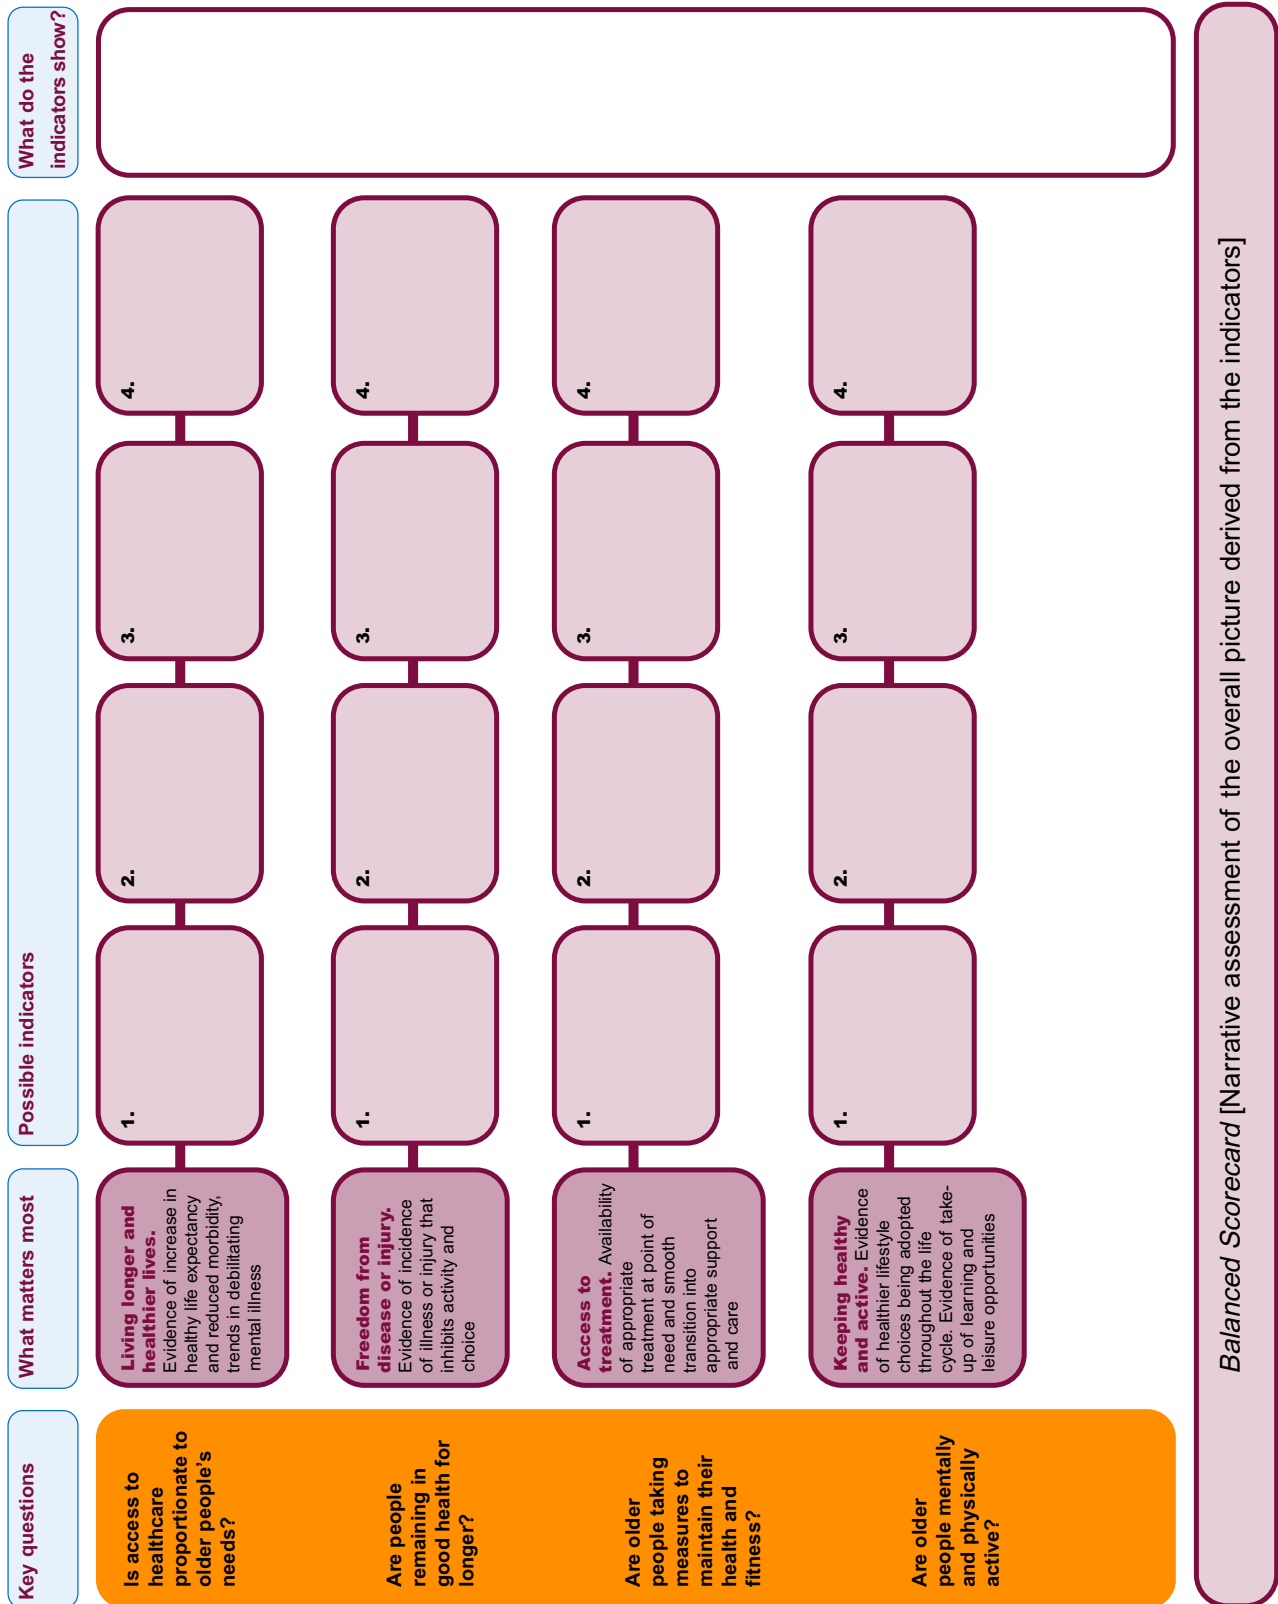 Key questions
What matters most
Possible indicators
What do the
indicators show?
Is access to
healthcare
proportionate to
older people's
needs?
Are people
remaining in
good health for
longer?
Are older
people taking
measures to
maintain their
health and
fitness?
Are older
people mentally
and physically
active?
Living longer and
healthier lives.
Evidence of increase in
healthy life expectancy
and reduced morbidity,
trends in debilitating
mental illness
1.
2.
3.
4.
Freedom from
disease or injury.
Evidence of incidence
of illness or injury that
inhibits activity and
choice
1.
2.
3.
4.
Access to
treatment. Availability
of appropriate
treatment at point of
need and smooth
transition into
appropriate support
and care
1.
2.
3.
4.
Keeping healthy
and active. Evidence
of healthier lifestyle
choices being adopted
throughout the life
cycle. Evidence of take-
up of learning and
leisure opportunities
1.
2.
3.
4.
Balanced Scorecard [Narrative assessment of the overall picture derived from the indicators]